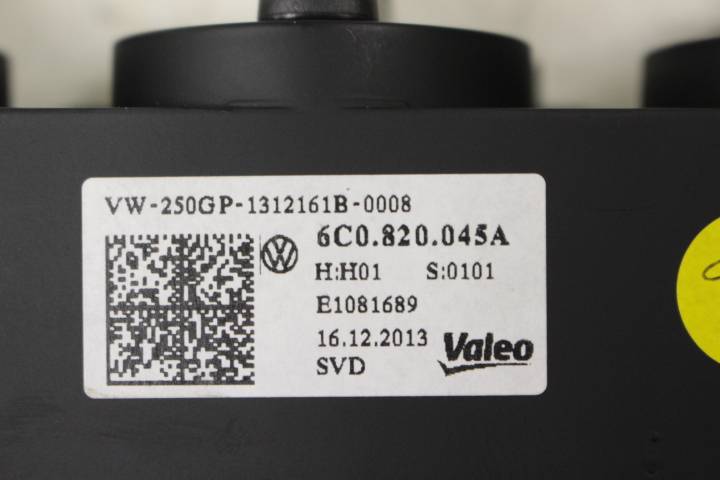 VW-250GP-1312161B-0008
6C0.820.045A
H:H01 S:0101
E1081689
16.12.2013
SVD
Valeo